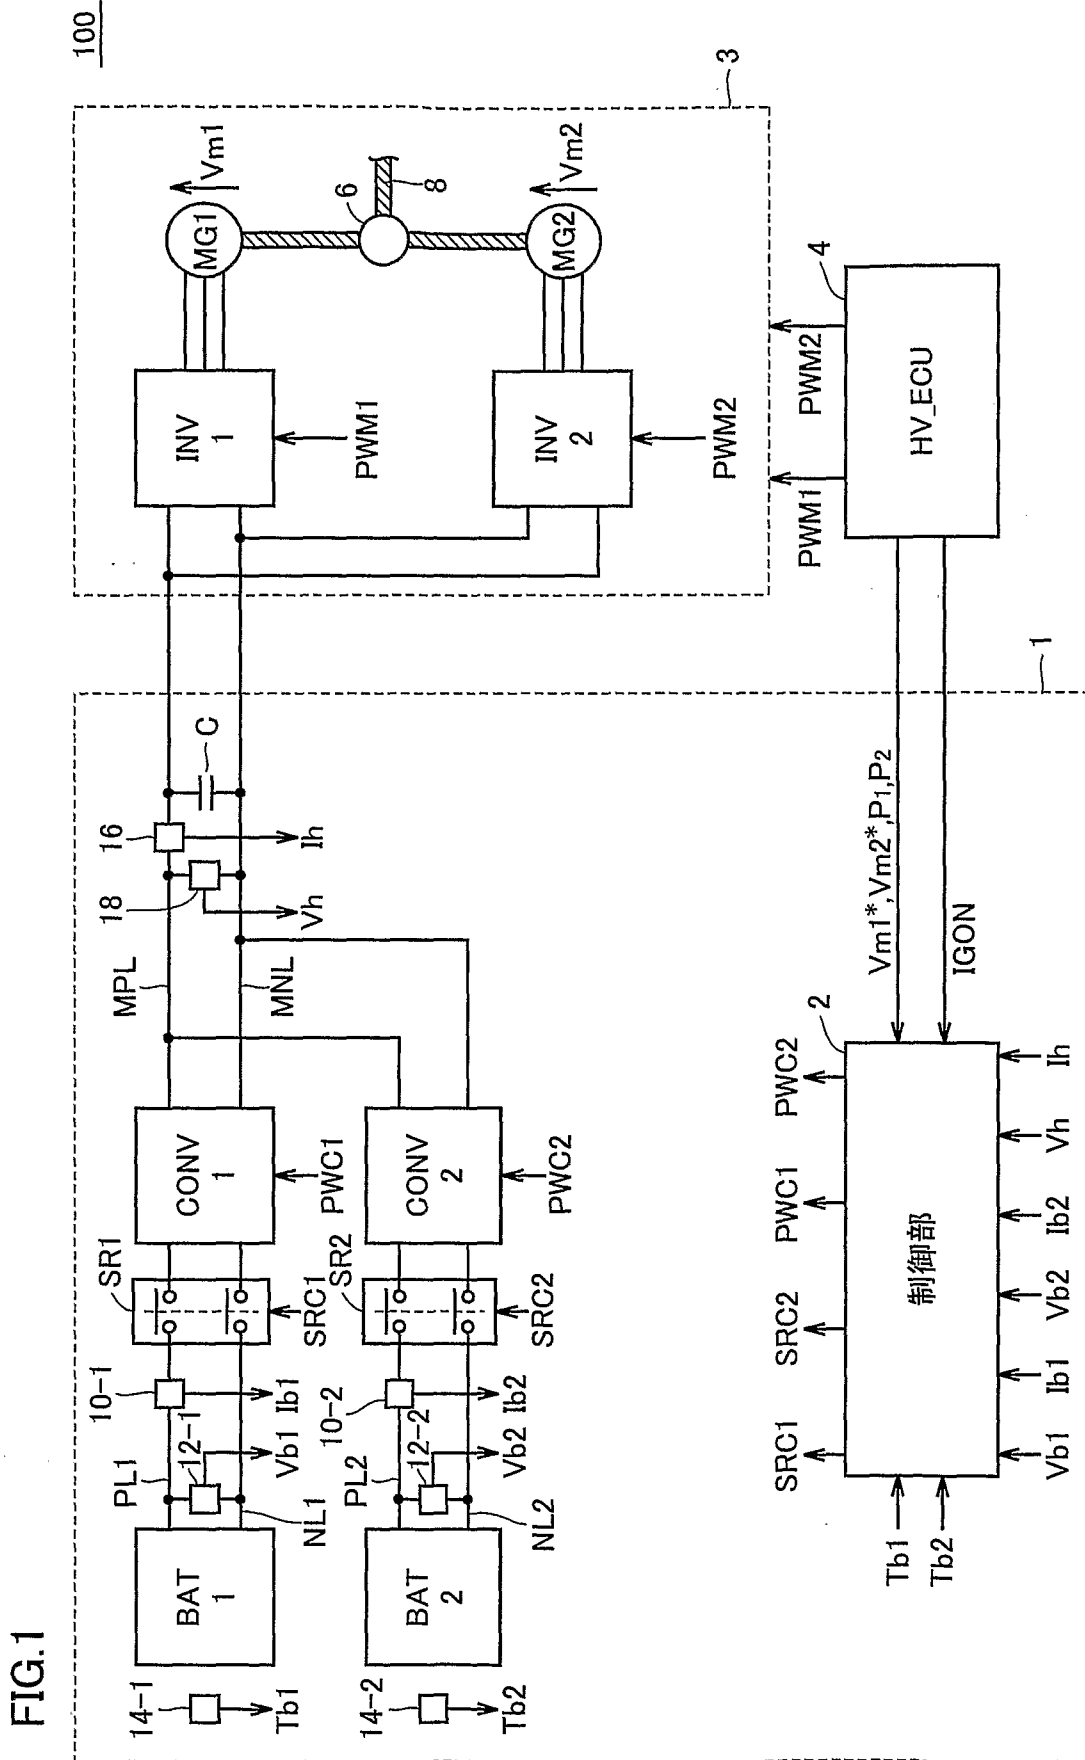 FIG.1
100
14-1
Tb1
BAT
1
PL1
NL1
12-1
Vb1
10-1
Ib1
SR1
SRC1
CONV
1
PWC1
MPL
MNL
18
Vh
16
Ih
C
INV
1
PWM1
MG1
Vm1
6
8
3
14-2
Tb2
BAT
2
PL2
NL2
12-2
Vb2
10-2
Ib2
SR2
SRC2
CONV
2
PWC2
INV
2
PWM2
MG2
Vm2
1
SRC1
SRC2
PWC1
PWC2
2
Tb1
Tb2
制御部
Vb1
Ib1
Vb2
Ib2
Vh
Ih
Vm1*,Vm2*,P1,P2
IGON
PWM1
PWM2
4
HV_ECU